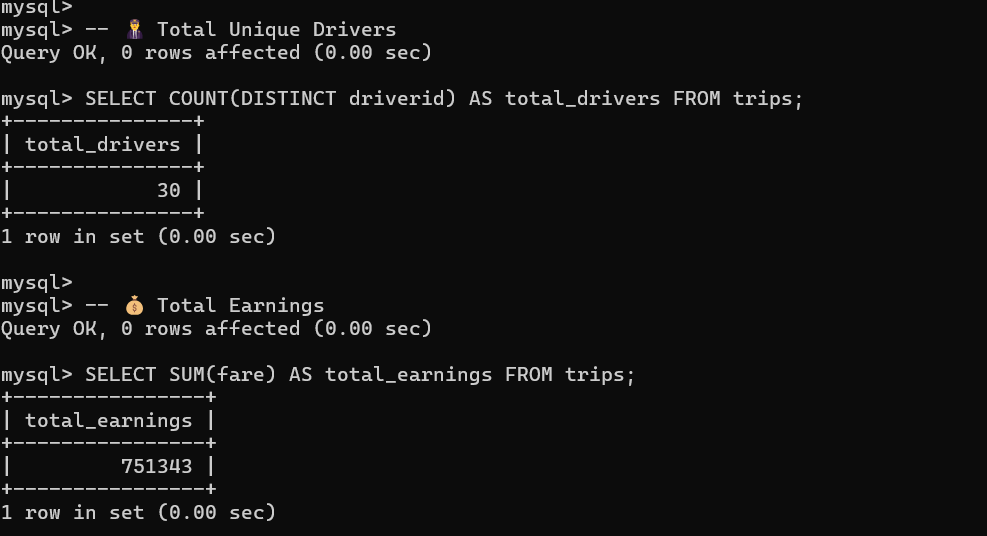 mysql>
mysql> -- 👨‍✈️ Total Unique Drivers
Query OK, 0 rows affected (0.00 sec)

mysql> SELECT COUNT(DISTINCT driverid) AS total_drivers FROM trips;
+---------------+
| total_drivers |
+---------------+
|            30 |
+---------------+
1 row in set (0.00 sec)

mysql>
mysql> -- 💰 Total Earnings
Query OK, 0 rows affected (0.00 sec)

mysql> SELECT SUM(fare) AS total_earnings FROM trips;
+----------------+
| total_earnings |
+----------------+
|         751343 |
+----------------+
1 row in set (0.00 sec)